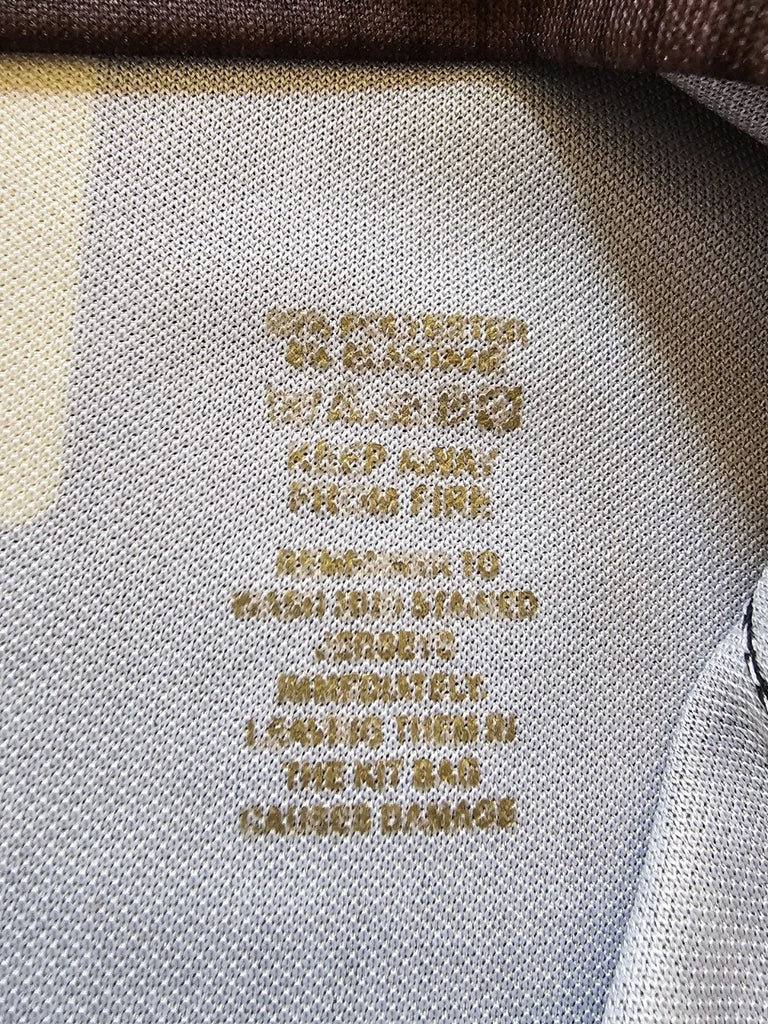 POLYESTER
ELASTANE
KEEP AWAY
FROM FIRE
REMEMBER TO
WASH STAINED
JERSEYS
IMMEDIATELY.
LEAVING THEM IN
THE KIT BAG
CAUSES DAMAGE